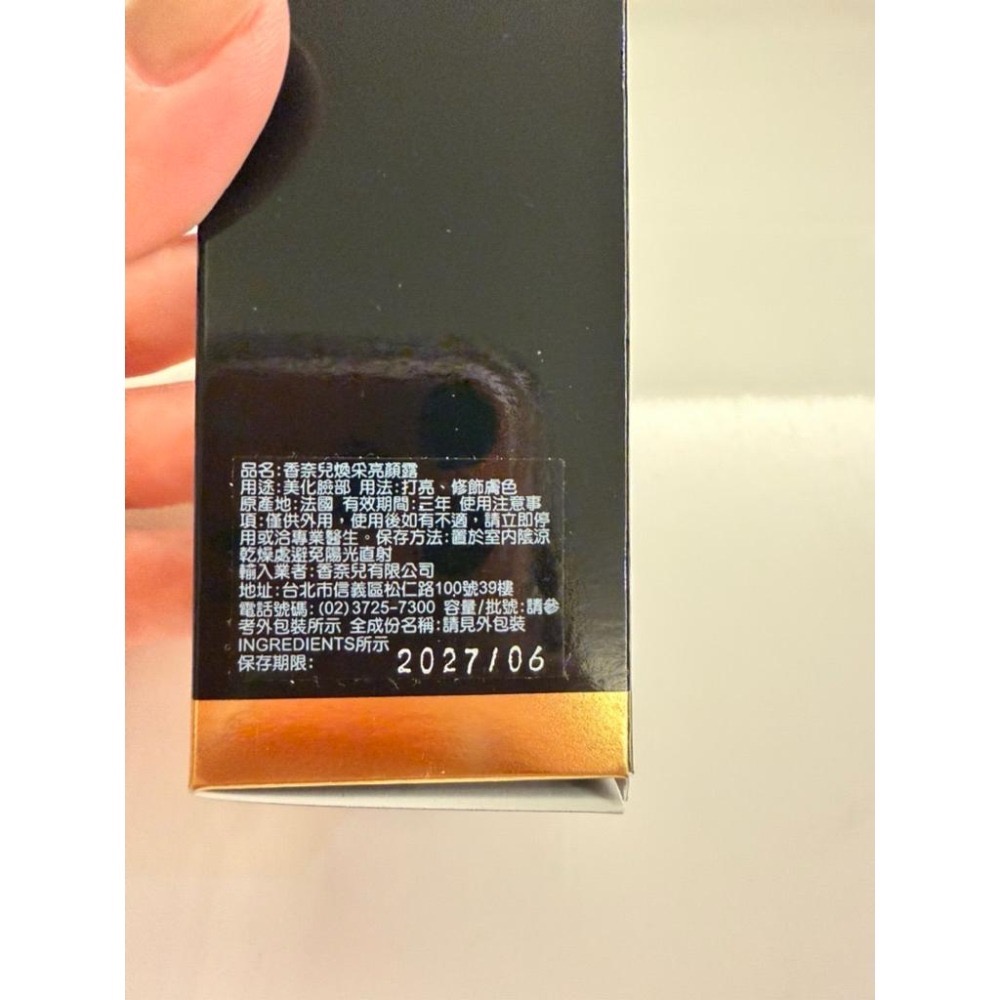 品名:香奈兒煥采亮顏露
用途:美化臉部 用法:打亮、修飾膚色
原產地:法國 有效期間:三年 使用注意事
項:僅供外用，使用後如有不適，請立即停
用或洽專業醫生。保存方法:置於室內陰涼
乾燥處避免陽光直射
輸入業者:香奈兒有限公司
地址:台北市信義區松仁路100號39樓
電話號碼:(02)3725-7300 容量/批號:請參
考外包裝所示 全成份名稱:請見外包裝
INGREDIENTS所示
保存期限: 2027/06